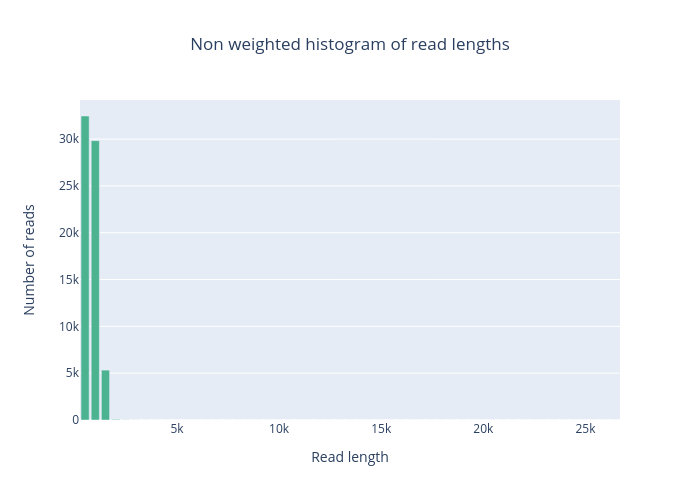 Non weighted histogram of read lengths
Number of reads
30k
25k
20k
15k
10k
5k
0
5k
10k
15k
20k
25k
Read length